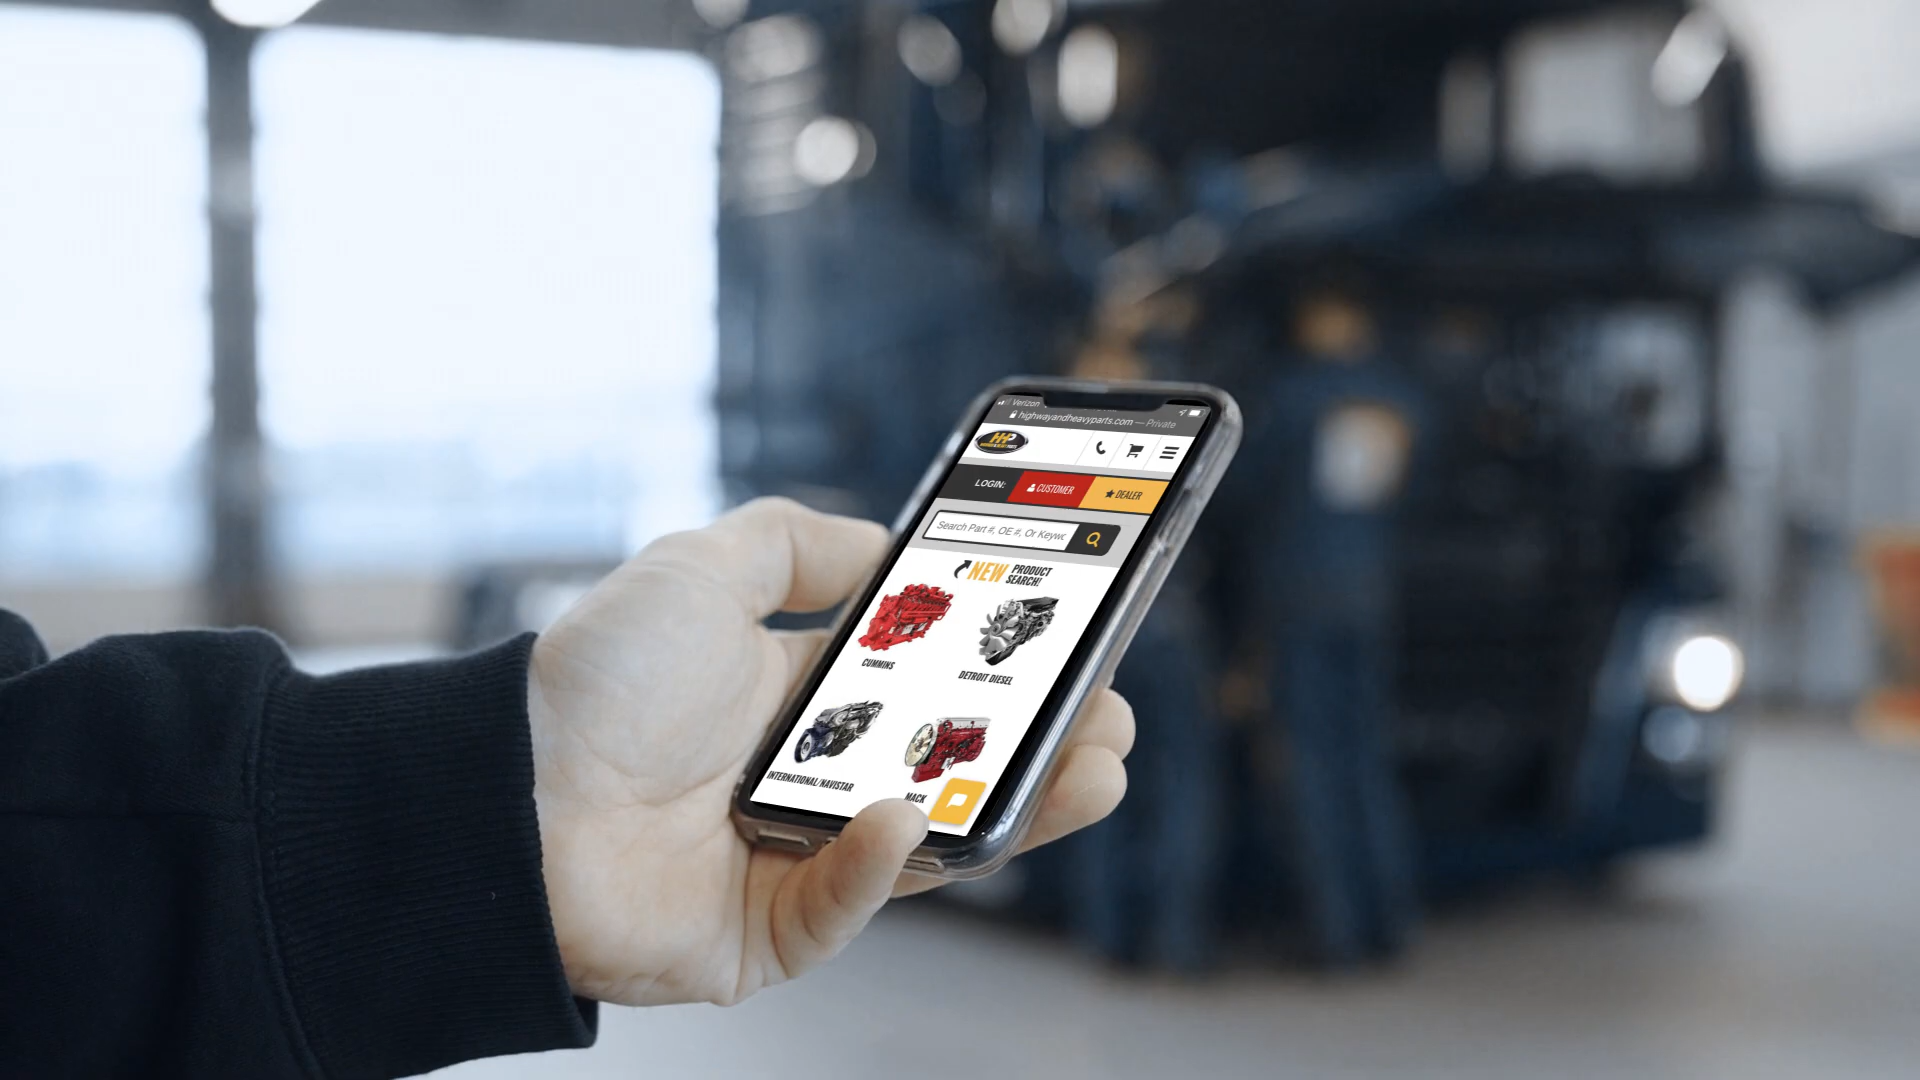 Verizon
highwayandheavyparts.com — Private
HHP
LOGIN: CUSTOMER DEALER
Search Part #, OE #, Or Keywo
NEW PRODUCT
SEARCH!
CUMMINS
DETROIT DIESEL
INTERNATIONAL/NAVISTAR
MACK